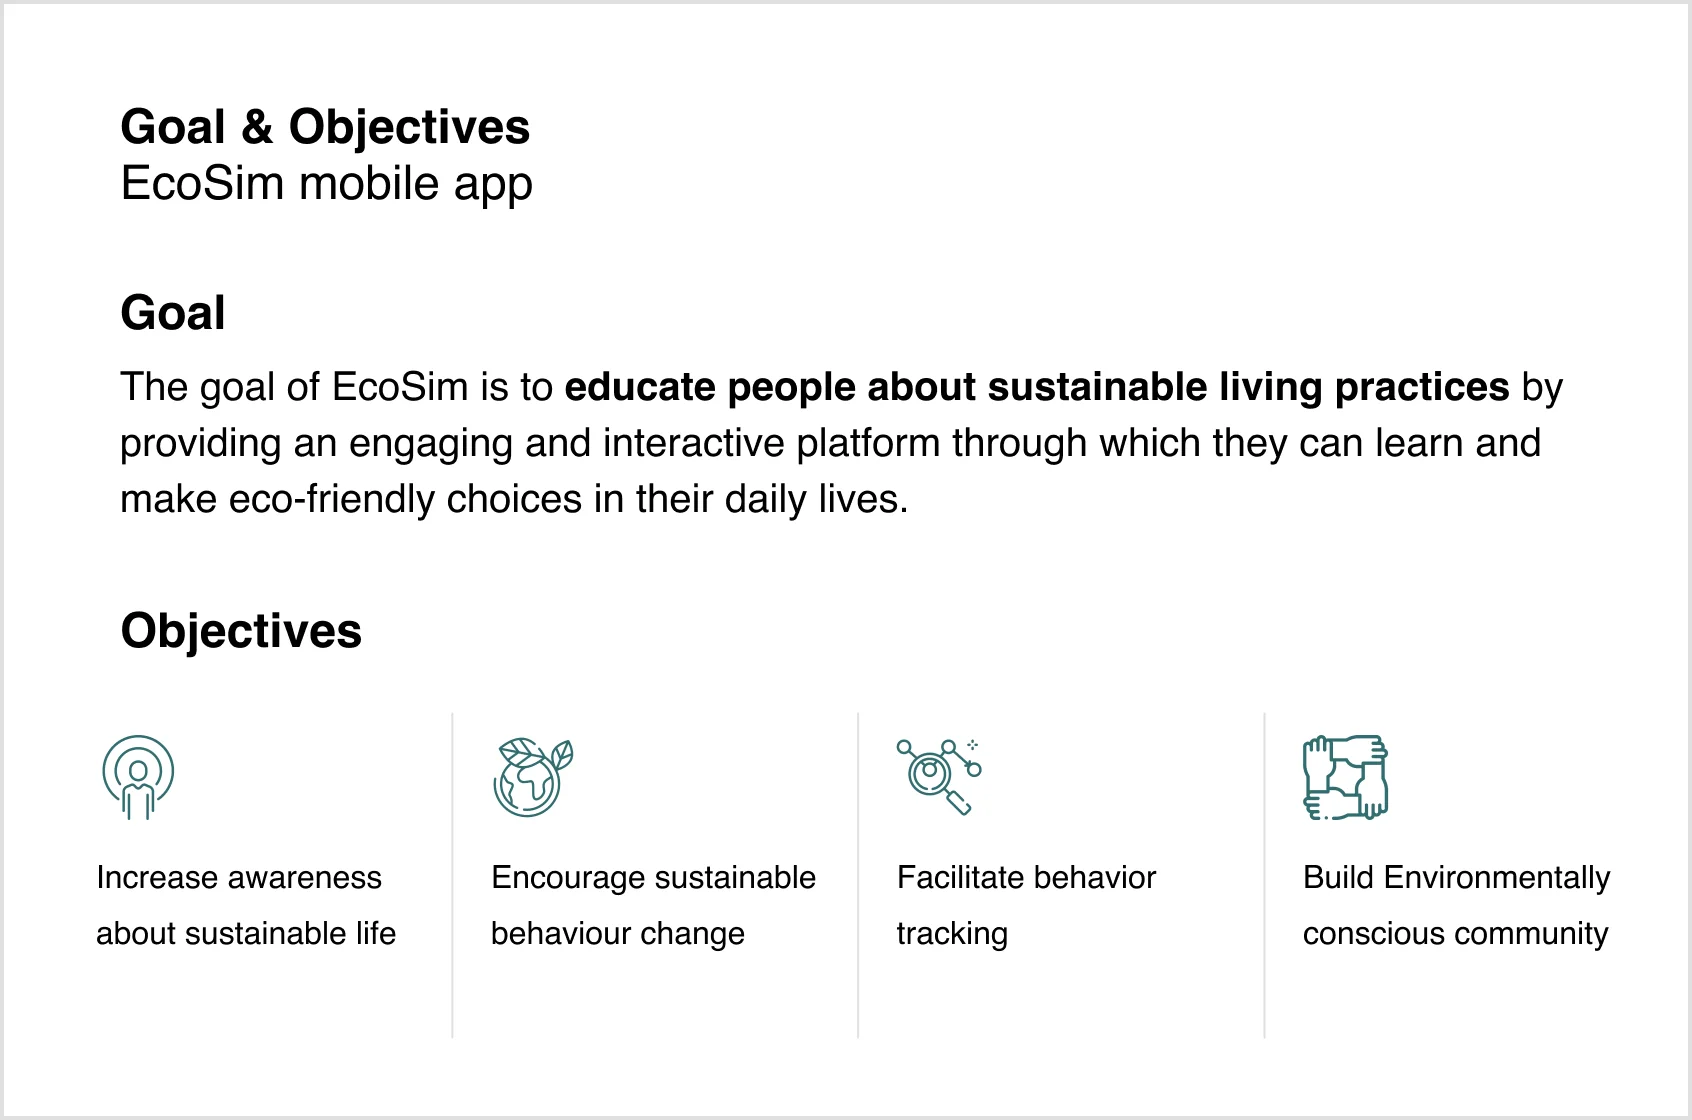 Goal & Objectives
EcoSim mobile app
Goal
The goal of EcoSim is to educate people about sustainable living practices by
providing an engaging and interactive platform through which they can learn and
make eco-friendly choices in their daily lives.
Objectives
Increase awareness
about sustainable life
Encourage sustainable
behaviour change
Facilitate behavior
tracking
Build Environmentally
conscious community